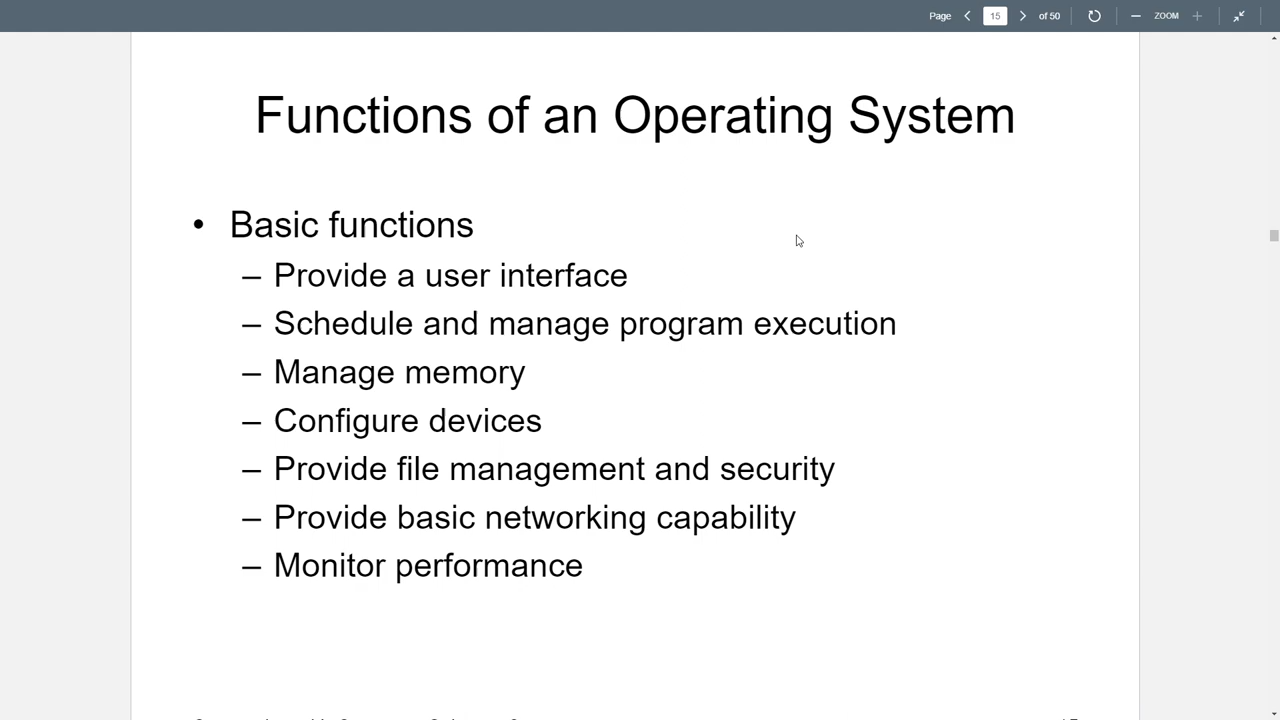 Page 15 of 50 ZOOM
Functions of an Operating System
• Basic functions
– Provide a user interface
– Schedule and manage program execution
– Manage memory
– Configure devices
– Provide file management and security
– Provide basic networking capability
– Monitor performance